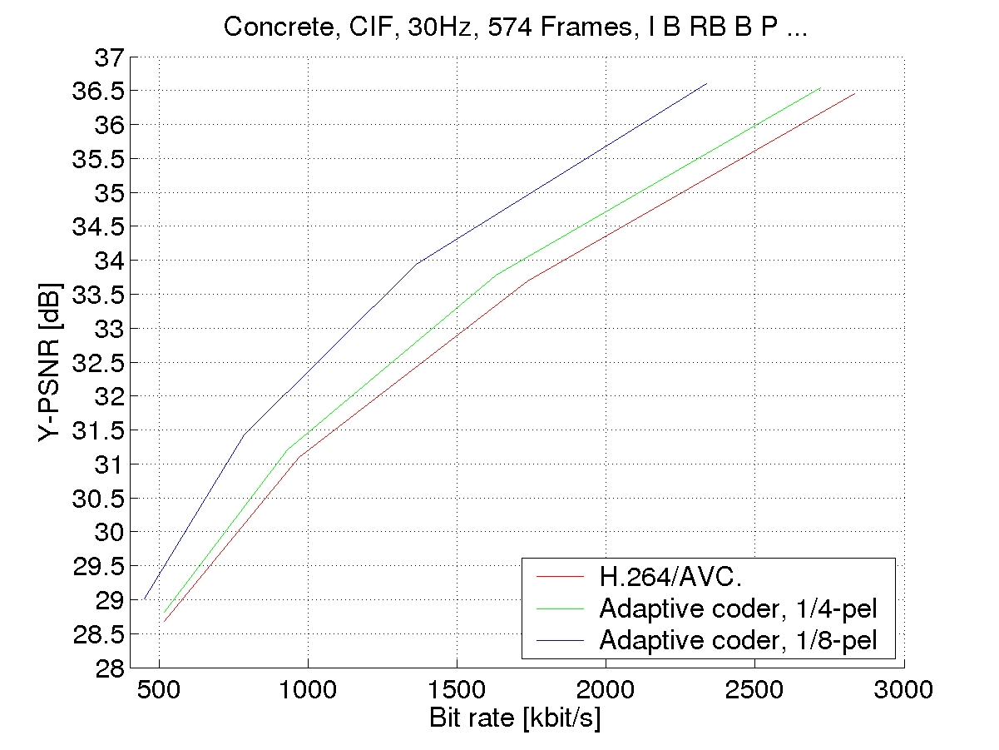 Concrete, CIF, 30Hz, 574 Frames, I B RB B P ...
37
36.5
36
35.5
35
34.5
34
33.5
33
32.5
32
31.5
31
30.5
30
29.5
29
28.5
28
Y-PSNR [dB]
H.264/AVC.
Adaptive coder, 1/4-pel
Adaptive coder, 1/8-pel
500 1000 1500 2000 2500 3000
Bit rate [kbit/s]